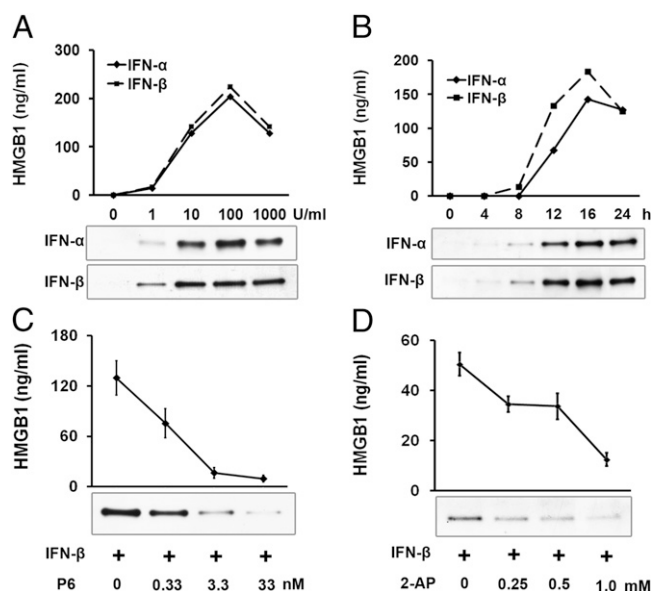 A
HMGB1 (ng/ml)
300
200
100
0
IFN-α
IFN-β
0 1 10 100 1000 U/ml
IFN-α
IFN-β
B
HMGB1 (ng/ml)
200
150
100
50
0
IFN-α
IFN-β
0 4 8 12 16 24 h
IFN-α
IFN-β
C
HMGB1 (ng/ml)
180
120
60
0
IFN-β + + + +
P6 0 0.33 3.3 33 nM
D
HMGB1 (ng/ml)
60
40
20
0
IFN-β + + + +
2-AP 0 0.25 0.5 1.0 mM